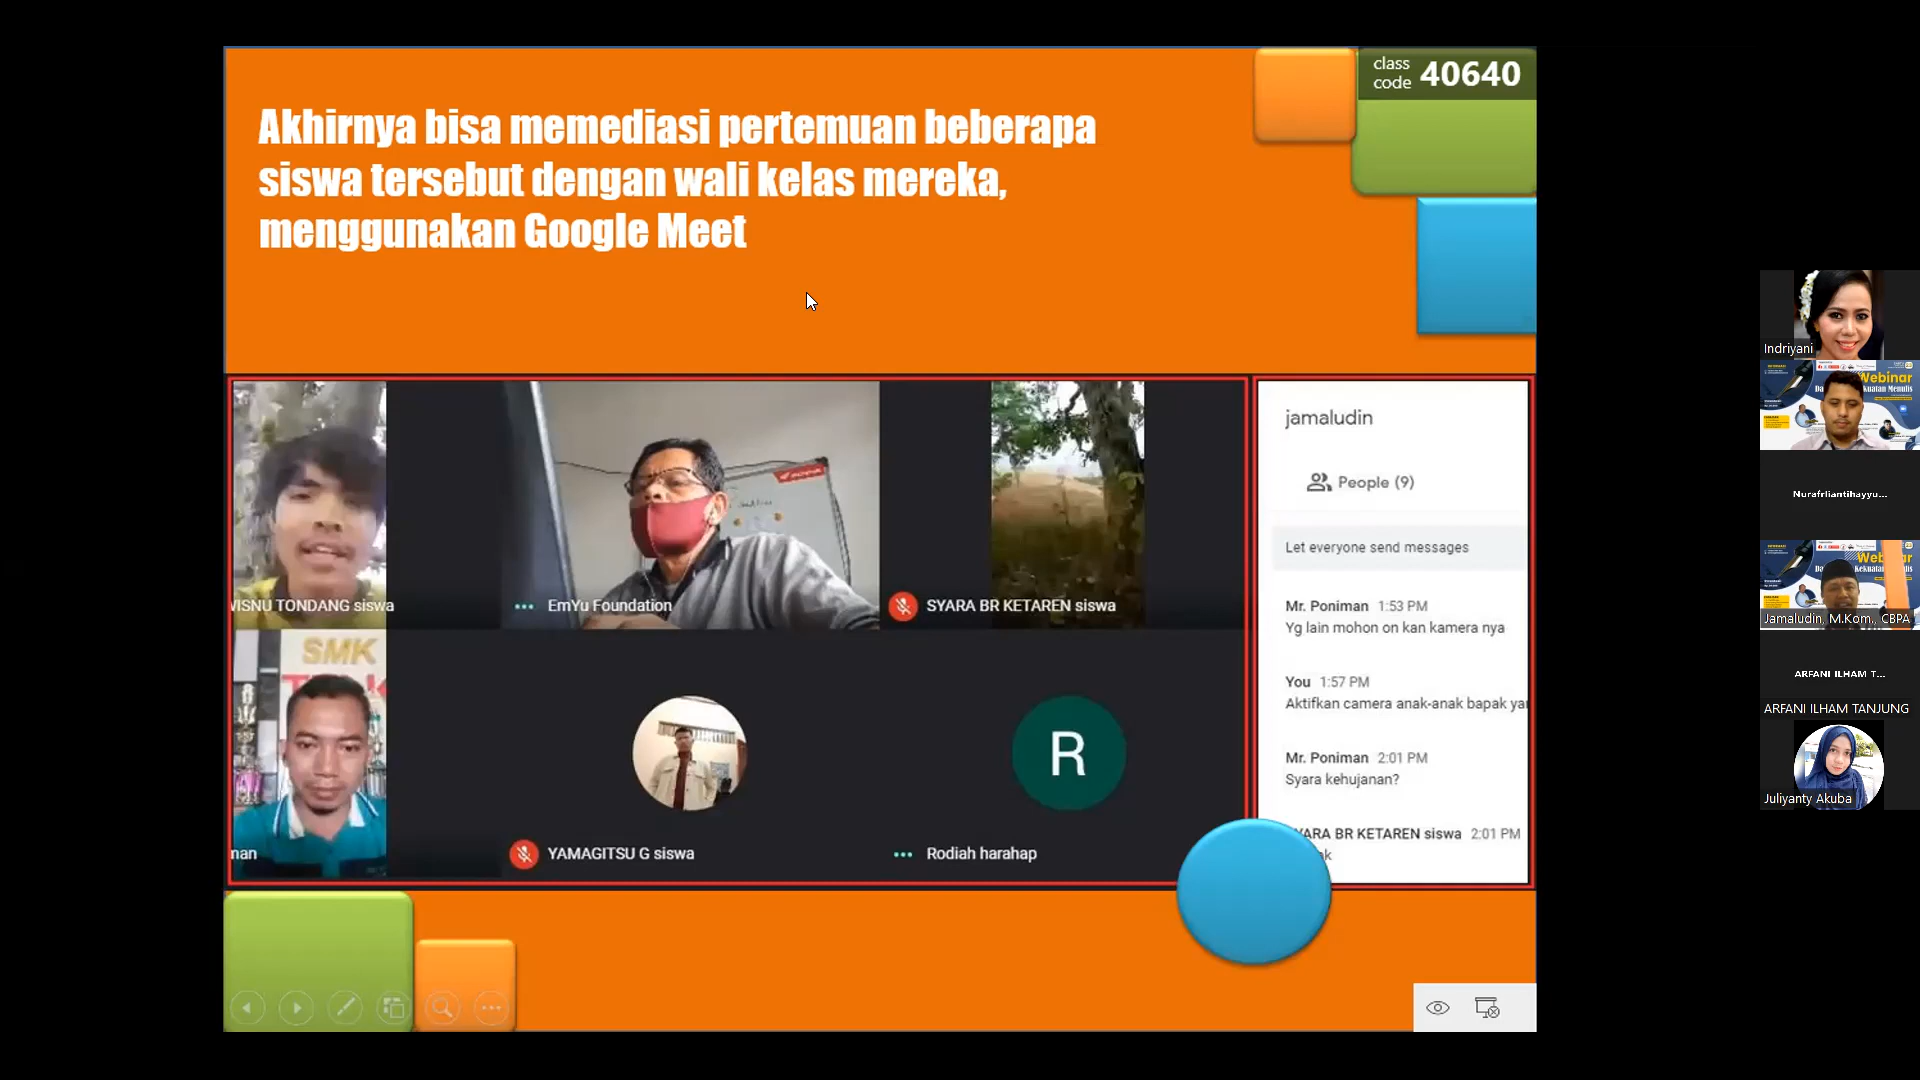 Akhirnya bisa memediasi pertemuan beberapa
siswa tersebut dengan wali kelas mereka,
menggunakan Google Meet
class
code 40640
VISNU TONDANG siswa
EmYu Foundation
SYARA BR KETAREN siswa
SMK
nan
YAMAGITSU G siswa
R
Rodiah harahap
jamaludin
People (9)
Let everyone send messages
Mr. Poniman 1:53 PM
Yg lain mohon on kan kamera nya
You 1:57 PM
Aktifkan camera anak-anak bapak yan
Mr. Poniman 2:01 PM
Syara kehujanan?
YARA BR KETAREN siswa 2:01 PM
ak
Indriyani
Webinar
Nurafrliantihayyu...
Jamaludin, M.Kom., CBPA
ARFANI ILHAM T...
ARFANI ILHAM TANJUNG
Juliyanty Akuba